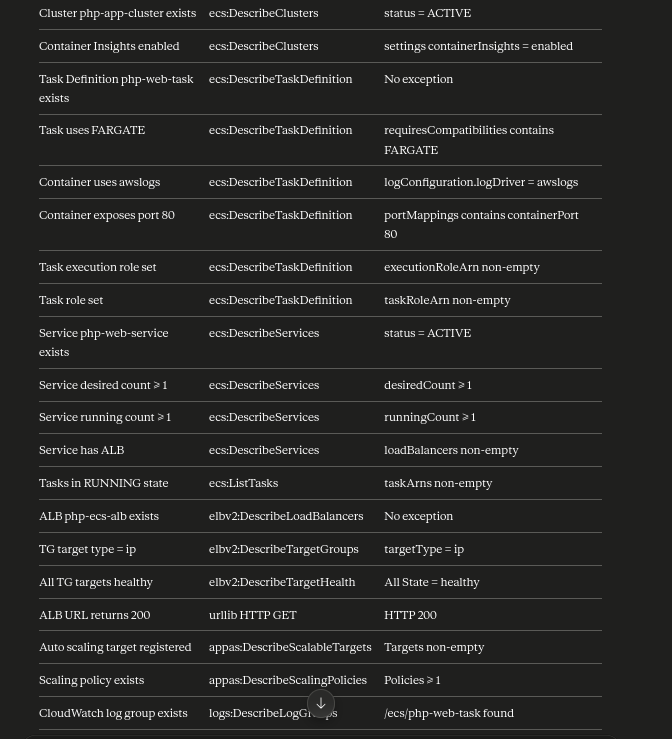 Cluster php-app-cluster exists ecs:DescribeClusters status = ACTIVE
Container Insights enabled ecs:DescribeClusters settings containerInsights = enabled
Task Definition php-web-task ecs:DescribeTaskDefinition No exception
exists
Task uses FARGATE ecs:DescribeTaskDefinition requiresCompatibilities contains
FARGATE
Container uses awslogs ecs:DescribeTaskDefinition logConfiguration.logDriver = awslogs
Container exposes port 80 ecs:DescribeTaskDefinition portMappings contains containerPort
80
Task execution role set ecs:DescribeTaskDefinition executionRoleArn non-empty
Task role set ecs:DescribeTaskDefinition taskRoleArn non-empty
Service php-web-service ecs:DescribeServices status = ACTIVE
exists
Service desired count ≥ 1 ecs:DescribeServices desiredCount ≥ 1
Service running count ≥ 1 ecs:DescribeServices runningCount ≥ 1
Service has ALB ecs:DescribeServices loadBalancers non-empty
Tasks in RUNNING state ecs:ListTasks taskArns non-empty
ALB php-ecs-alb exists elbv2:DescribeLoadBalancers No exception
TG target type = ip elbv2:DescribeTargetGroups targetType = ip
All TG targets healthy elbv2:DescribeTargetHealth All State = healthy
ALB URL returns 200 urllib HTTP GET HTTP 200
Auto scaling target registered appas:DescribeScalableTargets Targets non-empty
Scaling policy exists appas:DescribeScalingPolicies Policies ≥ 1
CloudWatch log group exists /ecs/php-web-task found